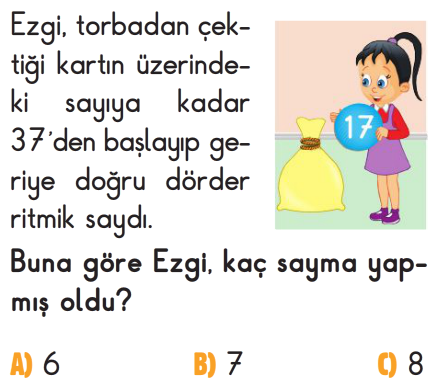 Ezgi, torbadan çek-
tiği kartın üzerinde-
ki sayıya kadar
37'den başlayıp ge-
riye doğru dörder
ritmik saydı.
17
Buna göre Ezgi, kaç sayma yap-
mış oldu?
A) 6 B) 7 C) 8